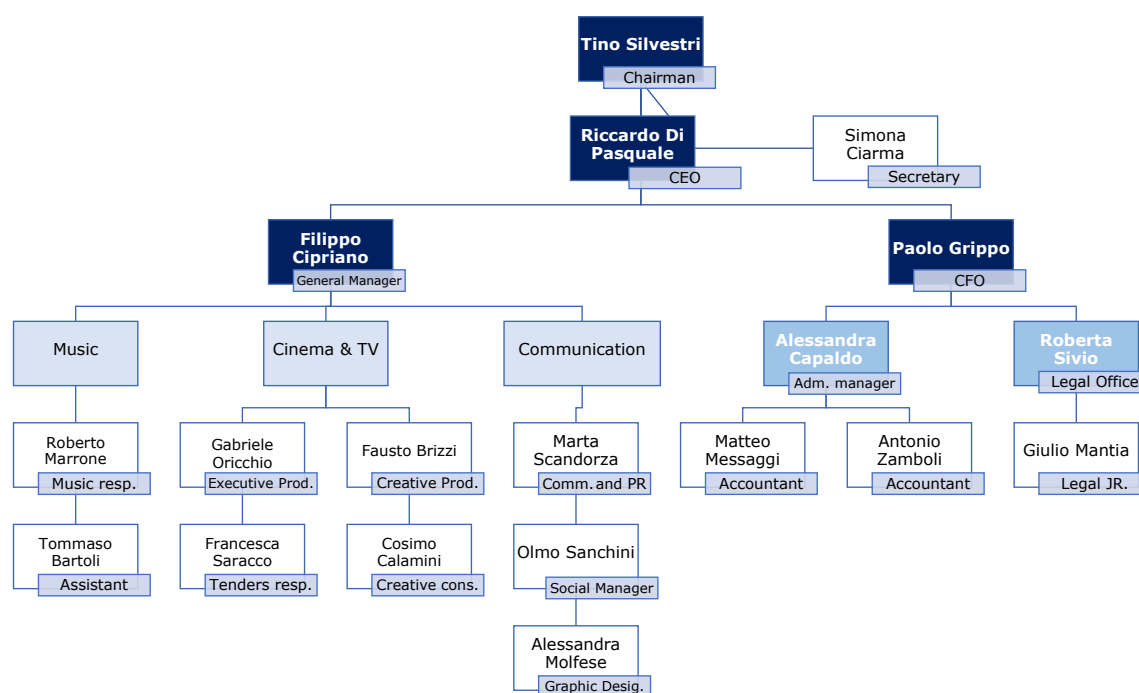 Tino Silvestri
Chairman
Riccardo Di
Pasquale
CEO
Simona
Ciarma
Secretary
Filippo
Cipriano
General Manager
Paolo Grippo
CFO
Music
Cinema & TV
Communication
Alessandra
Capaldo
Adm. manager
Roberta
Sivio
Legal Office
Roberto
Marrone
Music resp.
Gabriele
Oricchio
Executive Prod.
Fausto Brizzi
Creative Prod.
Marta
Scandorza
Comm. and PR
Matteo
Messaggi
Accountant
Antonio
Zamboli
Accountant
Giulio Mantia
Legal JR.
Tommaso
Bartoli
Assistant
Francesca
Saracco
Tenders resp.
Cosimo
Calamini
Creative cons.
Olmo Sanchini
Social Manager
Alessandra
Molfese
Graphic Desig.